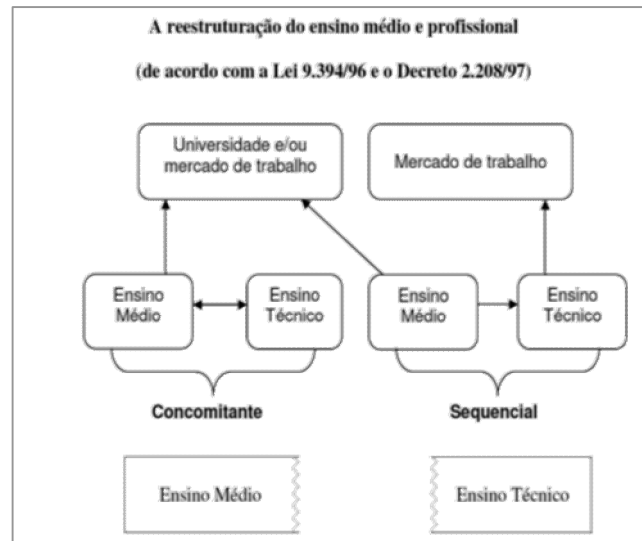 A reestruturação do ensino médio e profissional
(de acordo com a Lei 9.394/96 e o Decreto 2.208/97)
Universidade e/ou
mercado de trabalho
Mercado de trabalho
Ensino
Médio
Ensino
Técnico
Ensino
Médio
Ensino
Técnico
Concomitante
Sequencial
Ensino Médio
Ensino Técnico